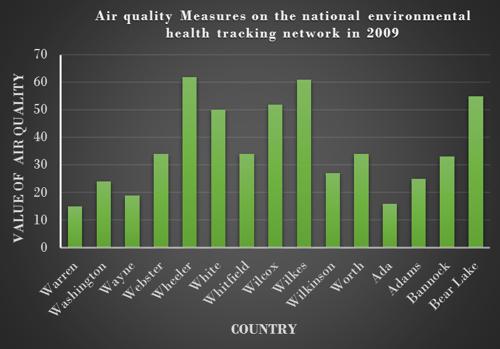 Air quality Measures on the national environmental
health tracking network in 2009
VALUE OF AIR QUALITY
70
60
50
40
30
20
10
0
Warren
Washington
Wayne
Webster
Wheeler
White
Whitfield
Wilcox
Wilkes
Wilkinson
Worth
Ada
Adams
Bannock
Bear Lake
COUNTRY